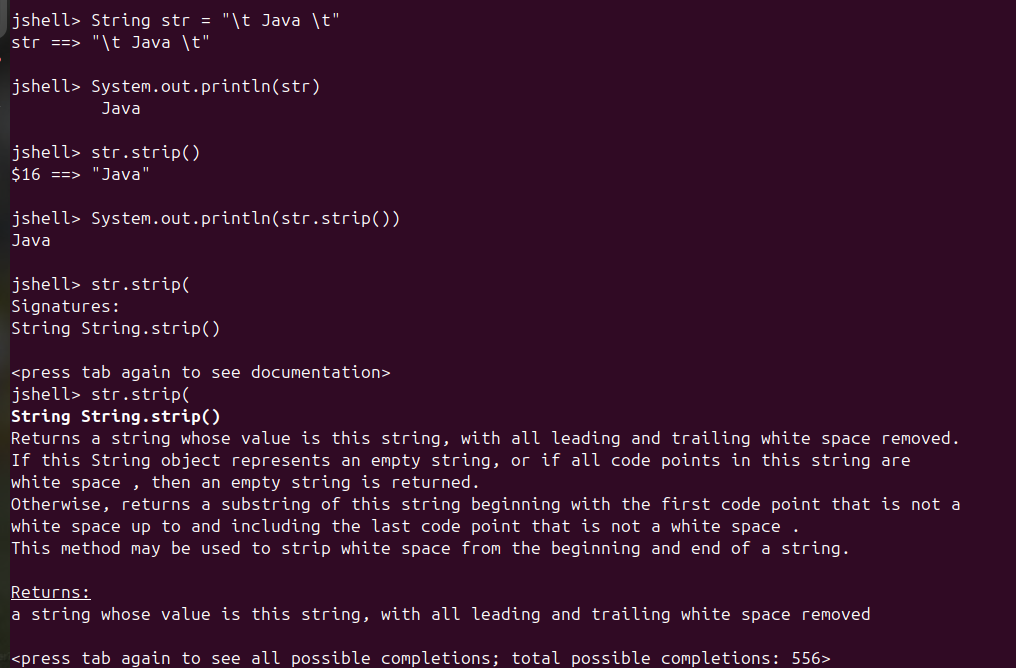 jshell> String str = "\t Java \t"
str ==> "\t Java \t"
jshell> System.out.println(str)
Java
jshell> str.strip()
$16 ==> "Java"
jshell> System.out.println(str.strip())
Java
jshell> str.strip(
Signatures:
String String.strip()
<press tab again to see documentation>
jshell> str.strip(
String String.strip()
Returns a string whose value is this string, with all leading and trailing white space removed.
If this String object represents an empty string, or if all code points in this string are
white space , then an empty string is returned.
Otherwise, returns a substring of this string beginning with the first code point that is not a
white space up to and including the last code point that is not a white space .
This method may be used to strip white space from the beginning and end of a string.
Returns:
a string whose value is this string, with all leading and trailing white space removed
<press tab again to see all possible completions; total possible completions: 556>